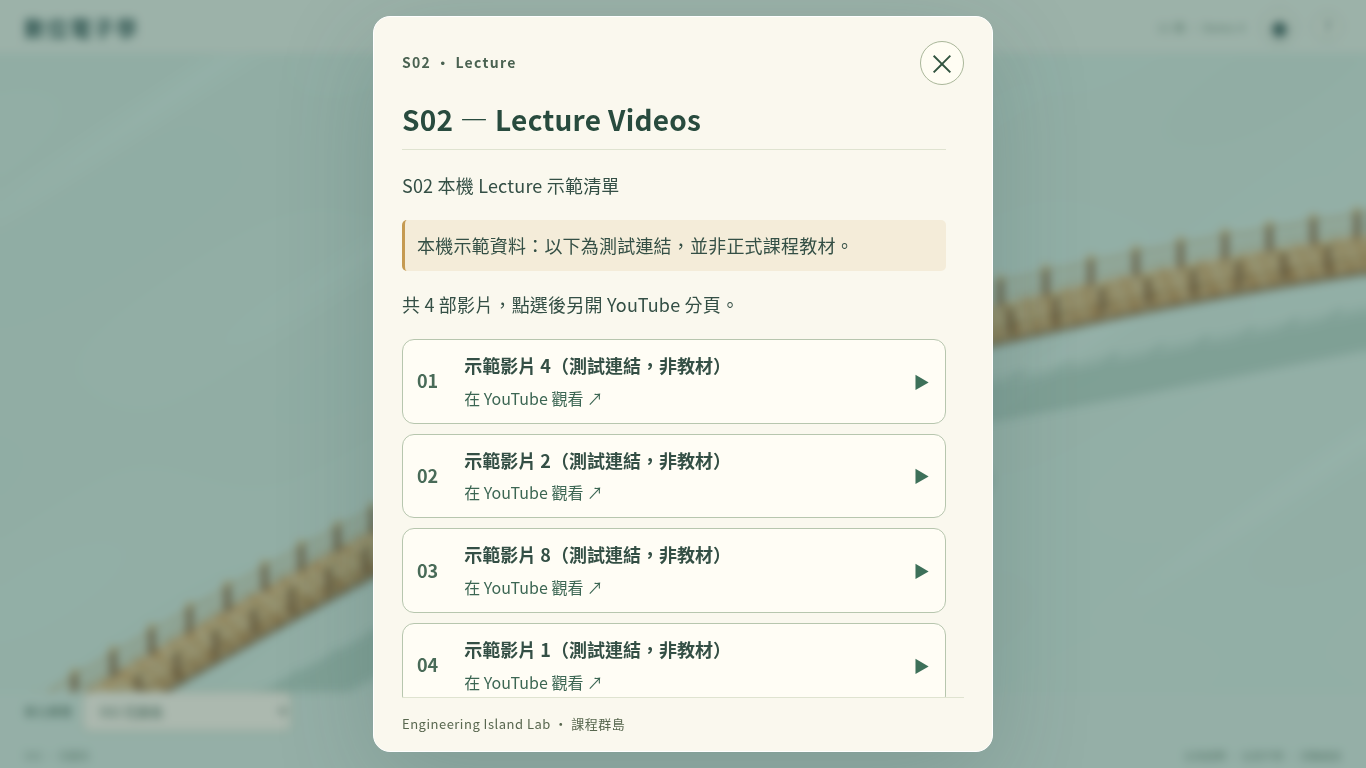 數位電子學
S02 • Lecture
S02 — Lecture Videos
S02 本機 Lecture 示範清單
本機示範資料：以下為測試連結，並非正式課程教材。
共 4 部影片，點選後另開 YouTube 分頁。
01
示範影片 4（測試連結，非教材）
在 YouTube 觀看 ↗
02
示範影片 2（測試連結，非教材）
在 YouTube 觀看 ↗
03
示範影片 8（測試連結，非教材）
在 YouTube 觀看 ↗
04
示範影片 1（測試連結，非教材）
在 YouTube 觀看 ↗
Engineering Island Lab • 課程群島